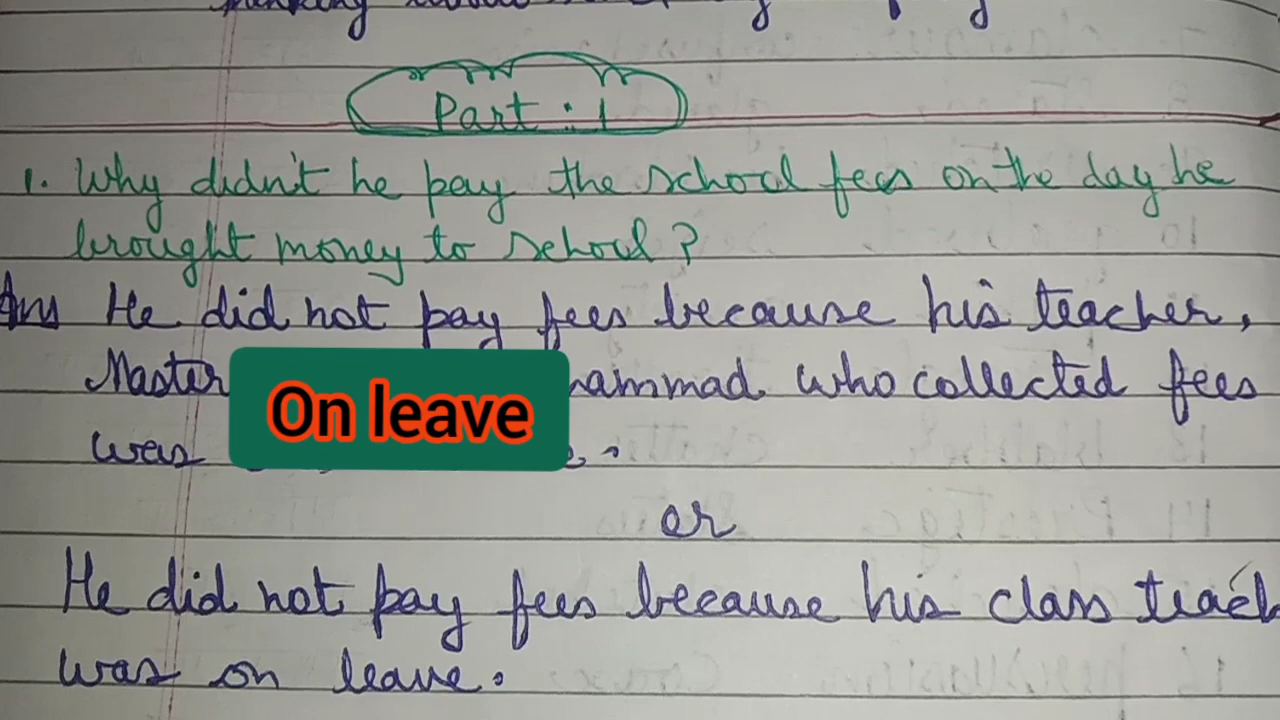 Part : 1
1. Why didn't he pay the school fees on the day he
brought money to school?
Ans He did not pay fees because his teacher,
Master hammad who collected fees
On leave
was
or
He did not pay fees because his class teach
was on leave.